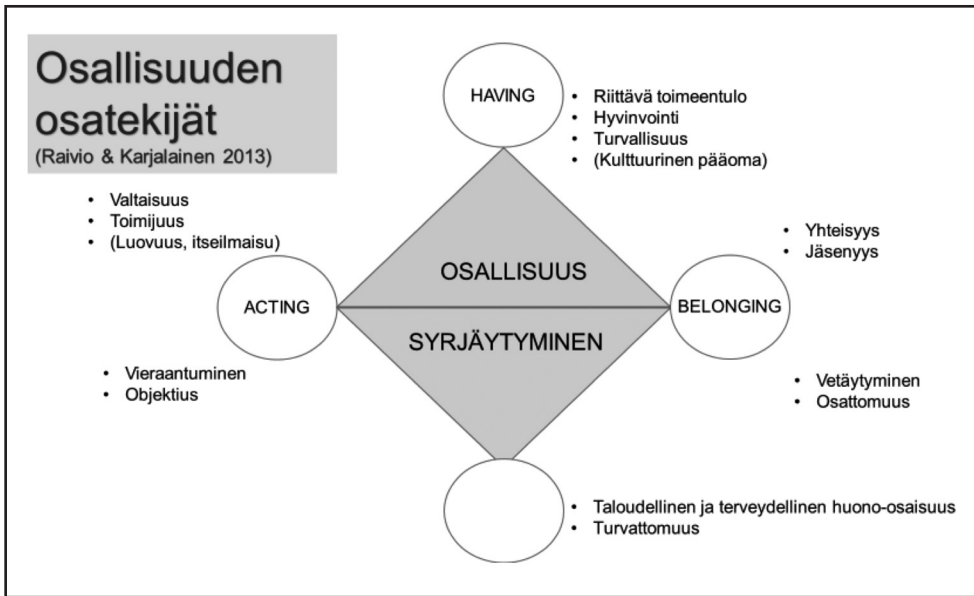 Osallisuuden
osatekijät
(Raivio & Karjalainen 2013)
HAVING
• Riittävä toimeentulo
• Hyvinvointi
• Turvallisuus
• (Kulttuurinen pääoma)
• Valtaisuus
• Toimijuus
• (Luovuus, itseilmaisu)
• Yhteisyys
• Jäsenyys
OSALLISUUS
ACTING
BELONGING
SYRJÄYTYMINEN
• Vieraantuminen
• Objektius
• Vetäytyminen
• Osattomuus
• Taloudellinen ja terveydellinen huono-osaisuus
• Turvattomuus